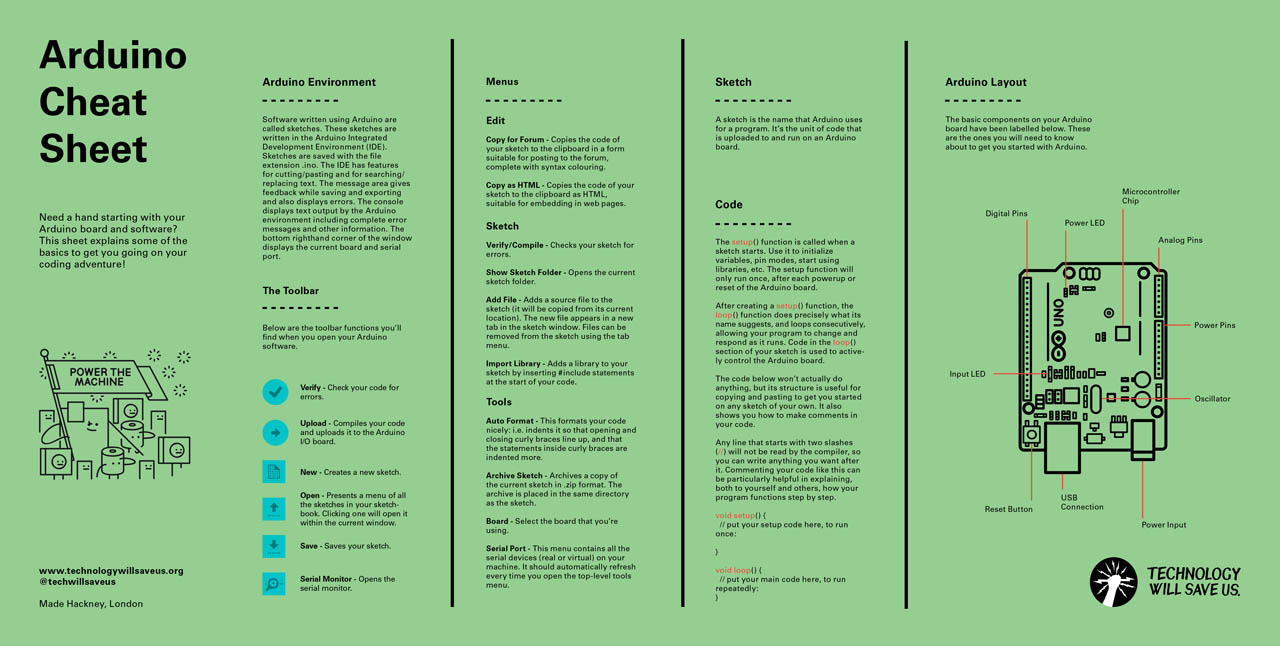 Arduino
Cheat
Sheet
Need a hand starting with your
Arduino board and software?
This sheet explains some of the
basics to get you going on your
coding adventure!
POWER THE
MACHINE
www.technologywillsaveus.org
@techwillsaveus
Made Hackney, London
Arduino Environment
Software written using Arduino are
called sketches. These sketches are
written in the Arduino Integrated
Development Environment (IDE).
Sketches are saved with the file
extension .ino. The IDE has features
for cutting/pasting and for searching/
replacing text. The message area gives
feedback while saving and exporting
and also displays errors. The console
displays text output by the Arduino
environment including complete error
messages and other information. The
bottom righthand corner of the window
displays the current board and serial
port.
The Toolbar
Below are the toolbar functions you'll
find when you open your Arduino
software.
Verify - Check your code for
errors.
Upload - Compiles your code
and uploads it to the Arduino
I/O board.
New - Creates a new sketch.
Open - Presents a menu of all
the sketches in your sketch-
book. Clicking one will open it
within the current window.
Save - Saves your sketch.
Serial Monitor - Opens the
serial monitor.
Menus
Edit
Copy for Forum - Copies the code of
your sketch to the clipboard in a form
suitable for posting to the forum,
complete with syntax colouring.
Copy as HTML - Copies the code of your
sketch to the clipboard as HTML,
suitable for embedding in web pages.
Sketch
Verify/Compile - Checks your sketch for
errors.
Show Sketch Folder - Opens the current
sketch folder.
Add File - Adds a source file to the
sketch (it will be copied from its current
location). The new file appears in a new
tab in the sketch window. Files can be
removed from the sketch using the tab
menu.
Import Library - Adds a library to your
sketch by inserting #include statements
at the start of your code.
Tools
Auto Format - This formats your code
nicely: i.e. indents it so that opening and
closing curly braces line up, and that
the statements inside curly braces are
indented more.
Archive Sketch - Archives a copy of
the current sketch in .zip format. The
archive is placed in the same directory
as the sketch.
Board - Select the board that you're
using.
Serial Port - This menu contains all the
serial devices (real or virtual) on your
machine. It should automatically refresh
every time you open the top-level tools
menu.
Sketch
A sketch is the name that Arduino uses
for a program. It's the unit of code that
is uploaded to and run on an Arduino
board.
Code
The setup() function is called when a
sketch starts. Use it to initialize
variables, pin modes, start using
libraries, etc. The setup function will
only run once, after each powerup or
reset of the Arduino board.
After creating a setup() function, the
loop() function does precisely what its
name suggests, and loops consecutively,
allowing your program to change and
respond as it runs. Code in the loop()
section of your sketch is used to active-
ly control the Arduino board.
The code below won't actually do
anything, but its structure is useful for
copying and pasting to get you started
on any sketch of your own. It also
shows you how to make comments in
your code.
Any line that starts with two slashes
(//) will not be read by the compiler, so
you can write anything you want after
it. Commenting your code like this can
be particularly helpful in explaining,
both to yourself and others, how your
program functions step by step.
void setup() {
// put your setup code here, to run
once:
}
void loop() {
// put your main code here, to run
repeatedly:
}
Arduino Layout
The basic components on your Arduino
board have been labelled below. These
are the ones you will need to know
about to get you started with Arduino.
Microcontroller
Chip
Digital Pins
Power LED
Analog Pins
UNO
Power Pins
Input LED
Oscillator
Reset Button
USB
Connection
Power Input
TECHNOLOGY
WILL SAVE US.